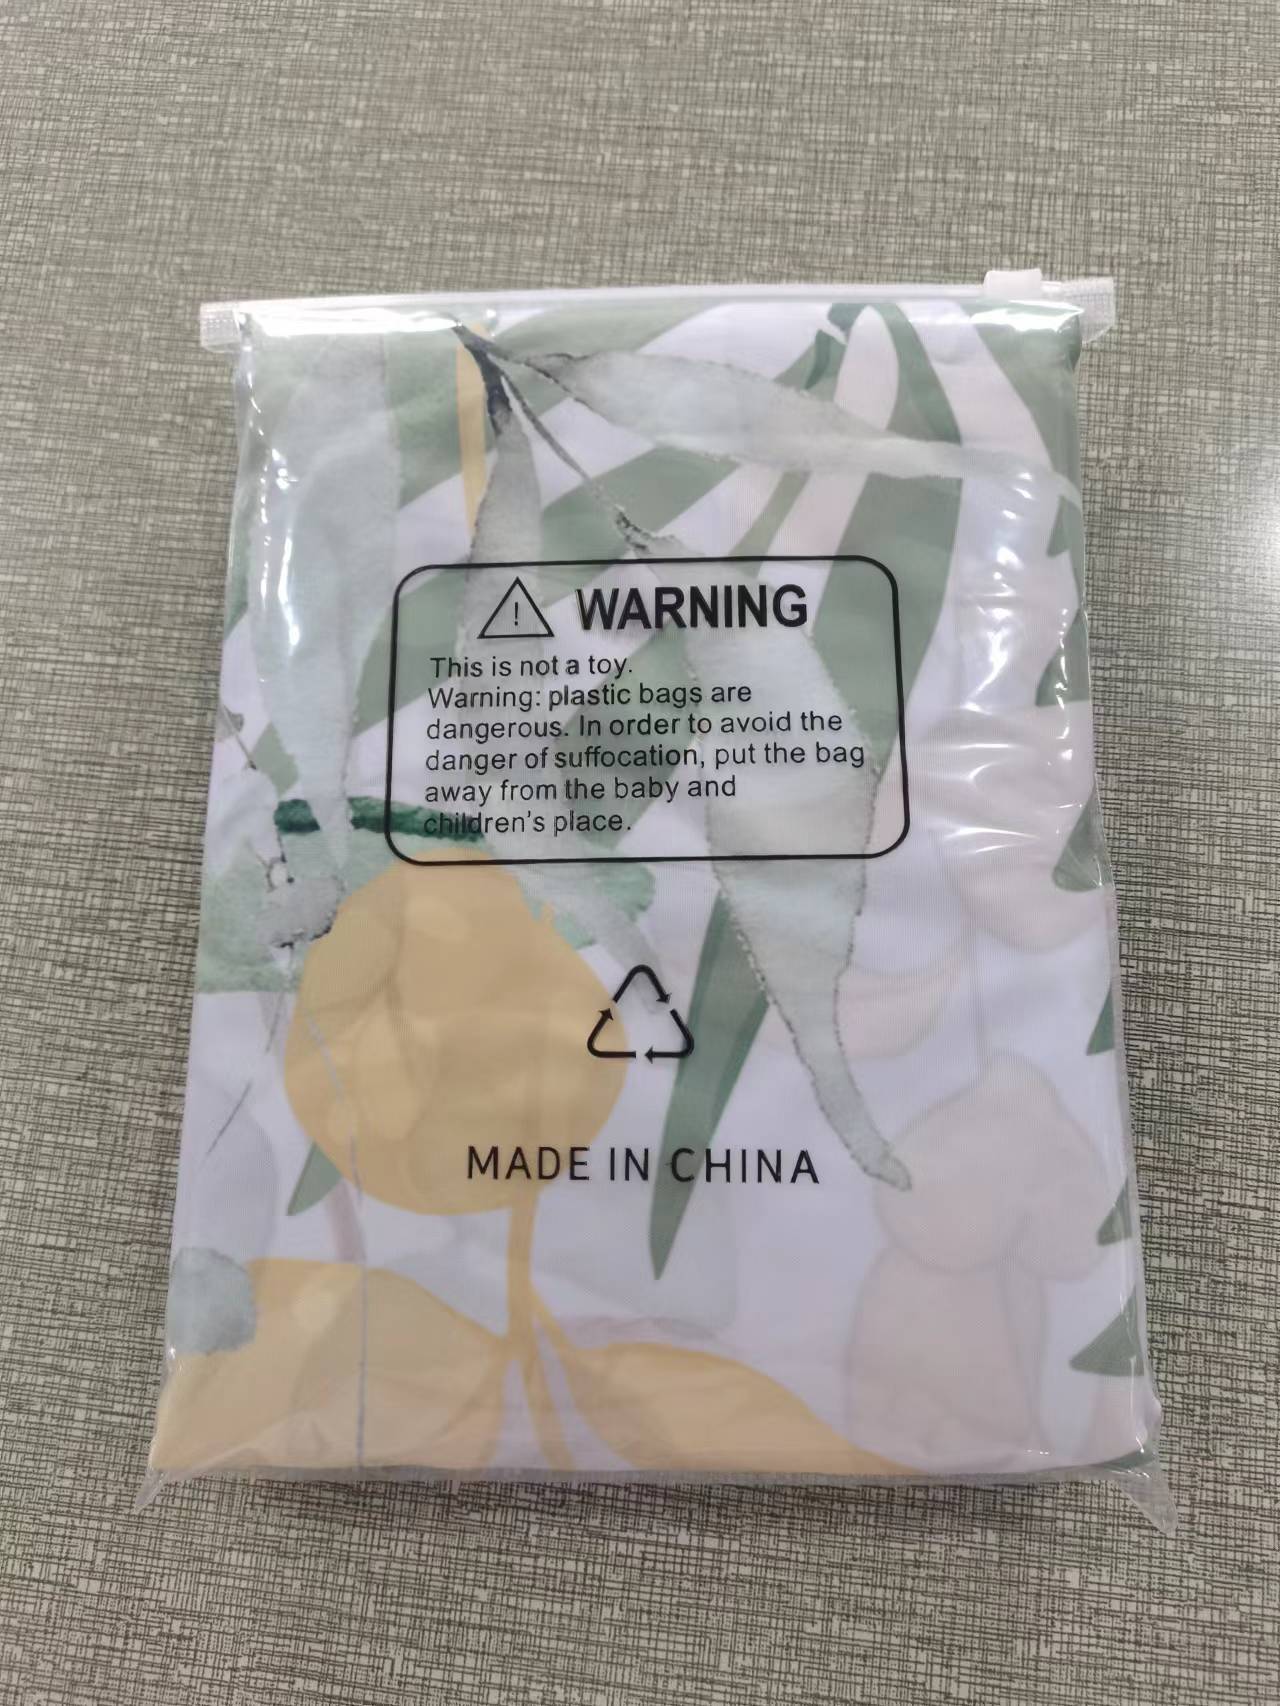 WARNING
This is not a toy.
Warning: plastic bags are
dangerous. In order to avoid the
danger of suffocation, put the bag
away from the baby and
children's place.
MADE IN CHINA